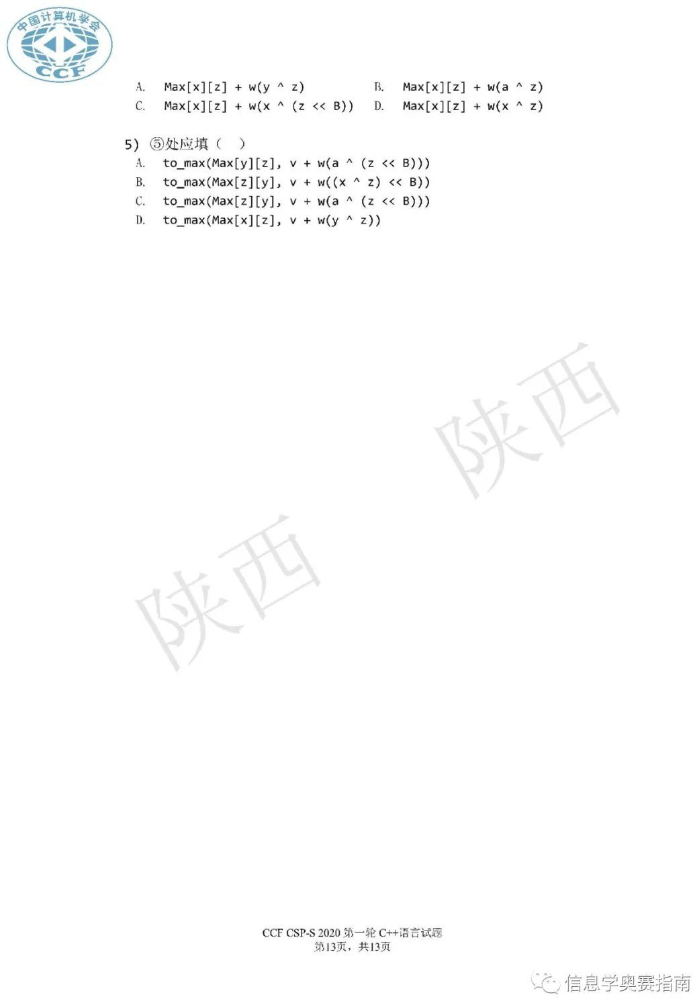 中国计算机学会
CCF
A. Max[x][z] + w(y ^ z) B. Max[x][z] + w(a ^ z)
C. Max[x][z] + w(x ^ (z << B)) D. Max[x][z] + w(x ^ z)
5) ⑤处应填（ ）
A. to_max(Max[y][z], v + w(a ^ (z << B)))
B. to_max(Max[z][y], v + w((x ^ z) << B))
C. to_max(Max[z][y], v + w(a ^ (z << B)))
D. to_max(Max[x][z], v + w(y ^ z))
陕西
陕西
CCF CSP-S 2020 第一轮 C++语言试题
第13页，共13页
信息学奥赛指南